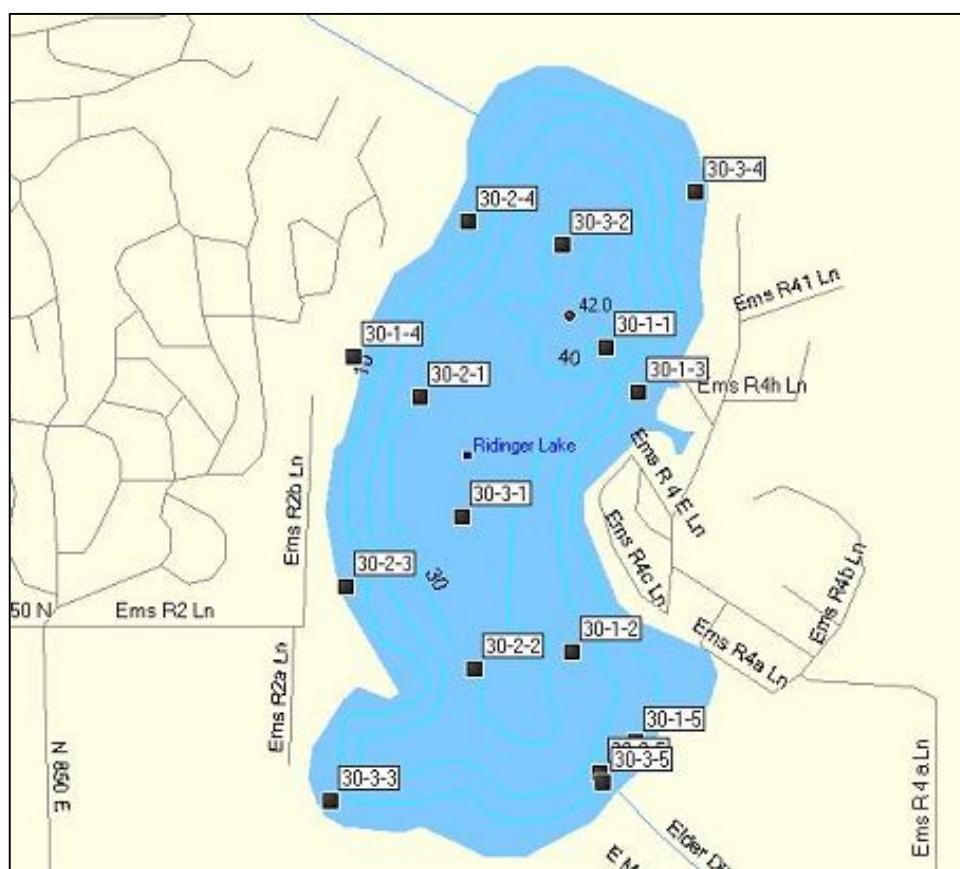 30-3-4
30-2-4
30-3-2
Ems R41 Ln
42.0
30-1-4
30-1-1
40
10
30-1-3
Ems R4h Ln
30-2-1
Ridinger Lake
Ems R 4 E Ln
Ems R2b Ln
30-3-1
Ems R4c Ln
Ems R4b Ln
30-2-3
30
50 N
Ems R2 Ln
30-1-2
30-2-2
Ems R4a Ln
Ems R2a Ln
30-1-5
30-3-5
N 850 E
30-3-3
Ems R 4 a Ln
Elder
E